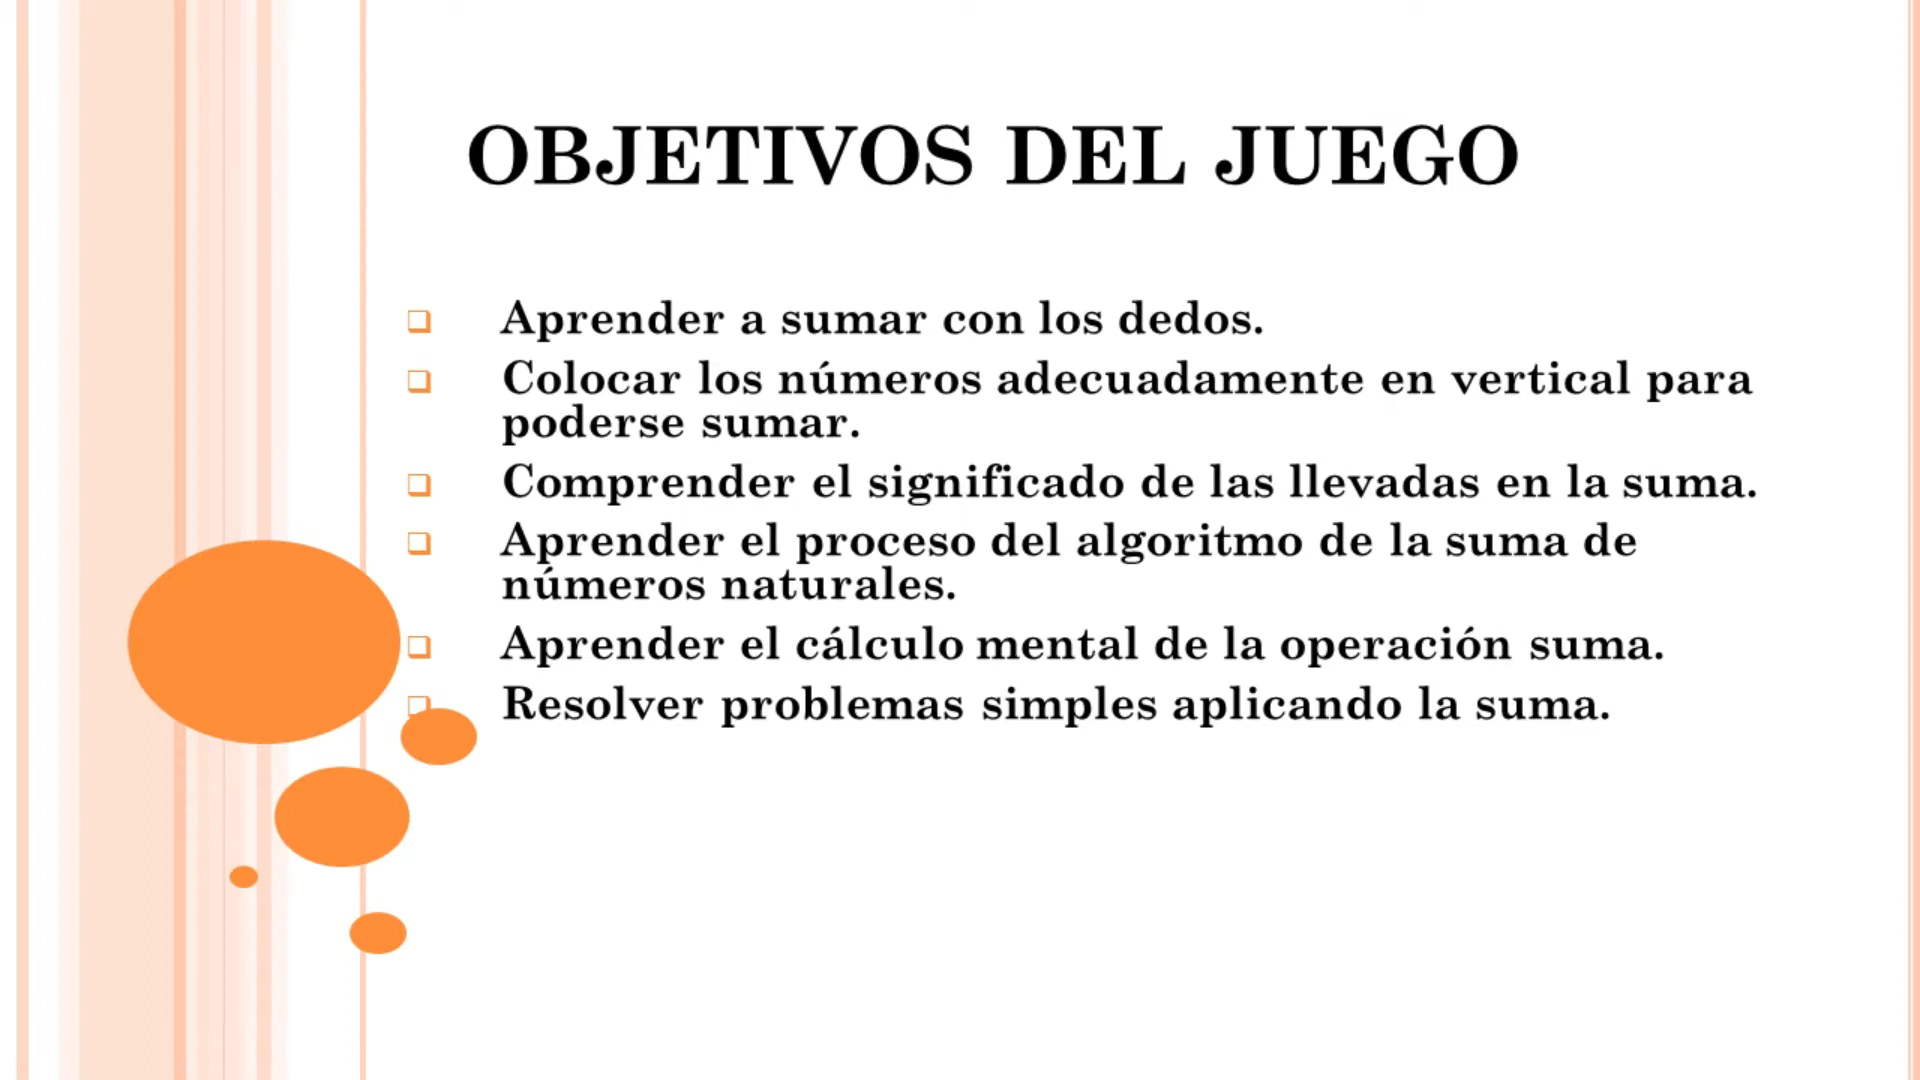 OBJETIVOS DEL JUEGO
Aprender a sumar con los dedos.
Colocar los números adecuadamente en vertical para
poderse sumar.
Comprender el significado de las llevadas en la suma.
Aprender el proceso del algoritmo de la suma de
números naturales.
Aprender el cálculo mental de la operación suma.
Resolver problemas simples aplicando la suma.